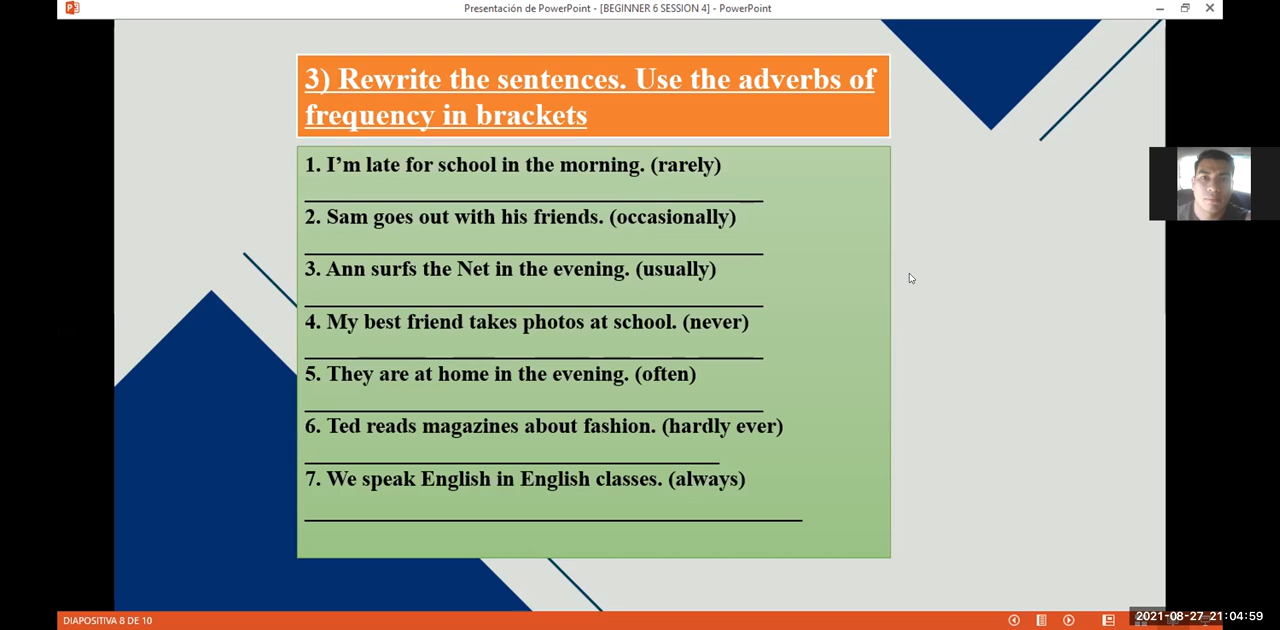 Presentación de PowerPoint - [BEGINNER 6 SESSION 4] - PowerPoint
3) Rewrite the sentences. Use the adverbs of
frequency in brackets
1. I’m late for school in the morning. (rarely)
2. Sam goes out with his friends. (occasionally)
3. Ann surfs the Net in the evening. (usually)
4. My best friend takes photos at school. (never)
5. They are at home in the evening. (often)
6. Ted reads magazines about fashion. (hardly ever)
7. We speak English in English classes. (always)
DIAPOSITIVA 8 DE 10
2021-08-27 21:04:59